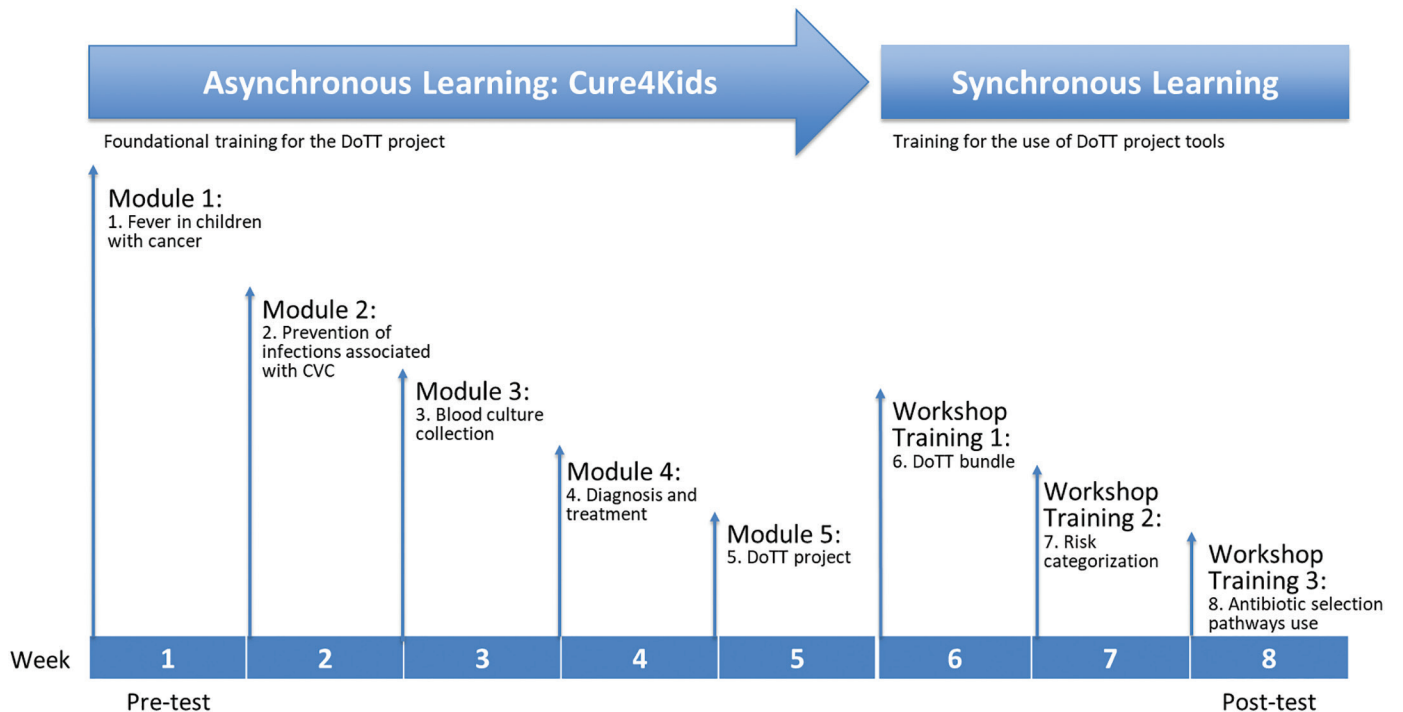 Asynchronous Learning: Cure4Kids
Synchronous Learning
Foundational training for the DoTT project
Training for the use of DoTT project tools
Module 1:
1. Fever in children
with cancer
Module 2:
2. Prevention of
infections associated
with CVC
Module 3:
3. Blood culture
collection
Module 4:
4. Diagnosis and
treatment
Module 5:
5. DoTT project
Workshop
Training 1:
6. DoTT bundle
Workshop
Training 2:
7. Risk
categorization
Workshop
Training 3:
8. Antibiotic selection
pathways use
Week 1 2 3 4 5 6 7 8
Pre-test
Post-test